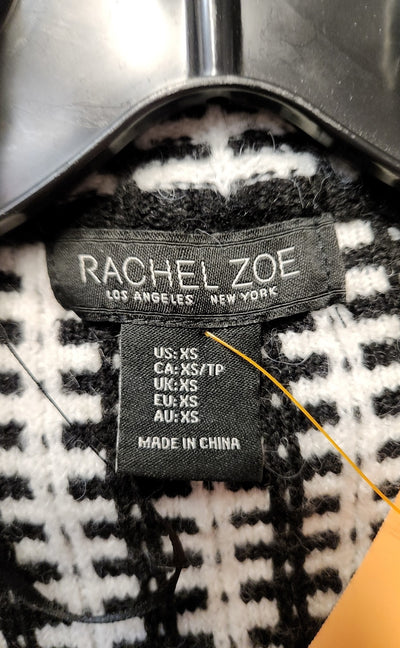 RACHEL ZOE
LOS ANGELES NEW YORK
US: XS
CA: XS/TP
UK: XS
EU: XS
AU: XS
MADE IN CHINA